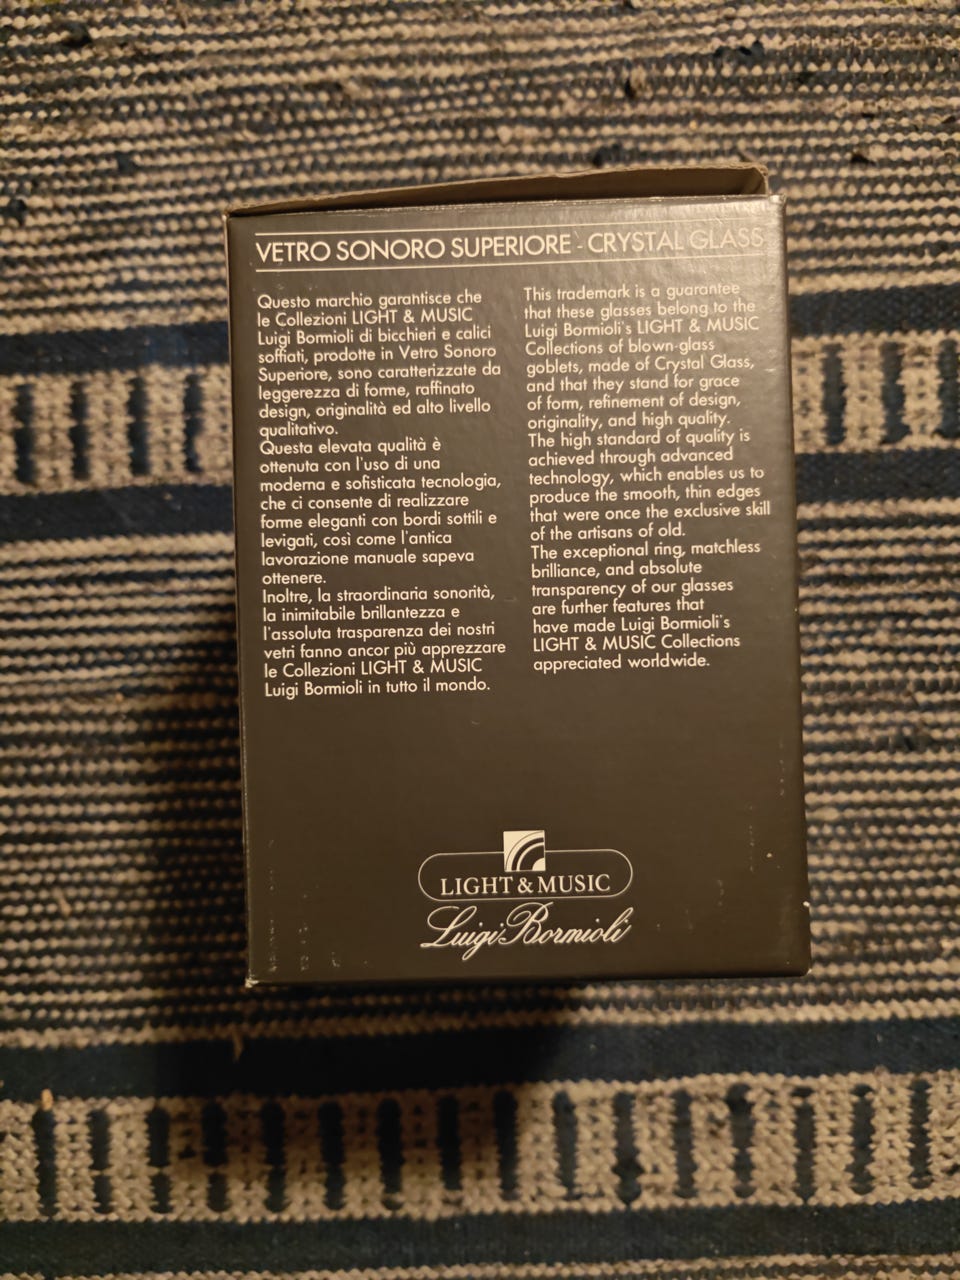 VETRO SONORO SUPERIORE - CRYSTAL GLASS
Questo marchio garantisce che
le Collezioni LIGHT & MUSIC
Luigi Bormioli di bicchieri e calici
soffiati, prodotte in Vetro Sonoro
Superiore, sono caratterizzate da
leggerezza di forme, raffinato
design, originalità ed alto livello
qualitativo.
Questa elevata qualità è
ottenuta con l'uso di una
moderna e sofisticata tecnologia,
che ci consente di realizzare
forme eleganti con bordi sottili e
levigati, così come l'antica
lavorazione manuale sapeva
ottenere.
Inoltre, la straordinaria sonorità,
la inimitabile brillantezza e
l'assoluta trasparenza dei nostri
vetri fanno ancor più apprezzare
le Collezioni LIGHT & MUSIC
Luigi Bormioli in tutto il mondo.
This trademark is a guarantee
that these glasses belong to the
Luigi Bormioli's LIGHT & MUSIC
Collections of blown-glass
goblets, made of Crystal Glass,
and that they stand for grace
of form, refinement of design,
originality, and high quality.
The high standard of quality is
achieved through advanced
technology, which enables us to
produce the smooth, thin edges
that were once the exclusive skill
of the artisans of old.
The exceptional ring, matchless
brilliance, and absolute
transparency of our glasses
are further features that
have made Luigi Bormioli's
LIGHT & MUSIC Collections
appreciated worldwide.
LIGHT & MUSIC
Luigi Bormioli